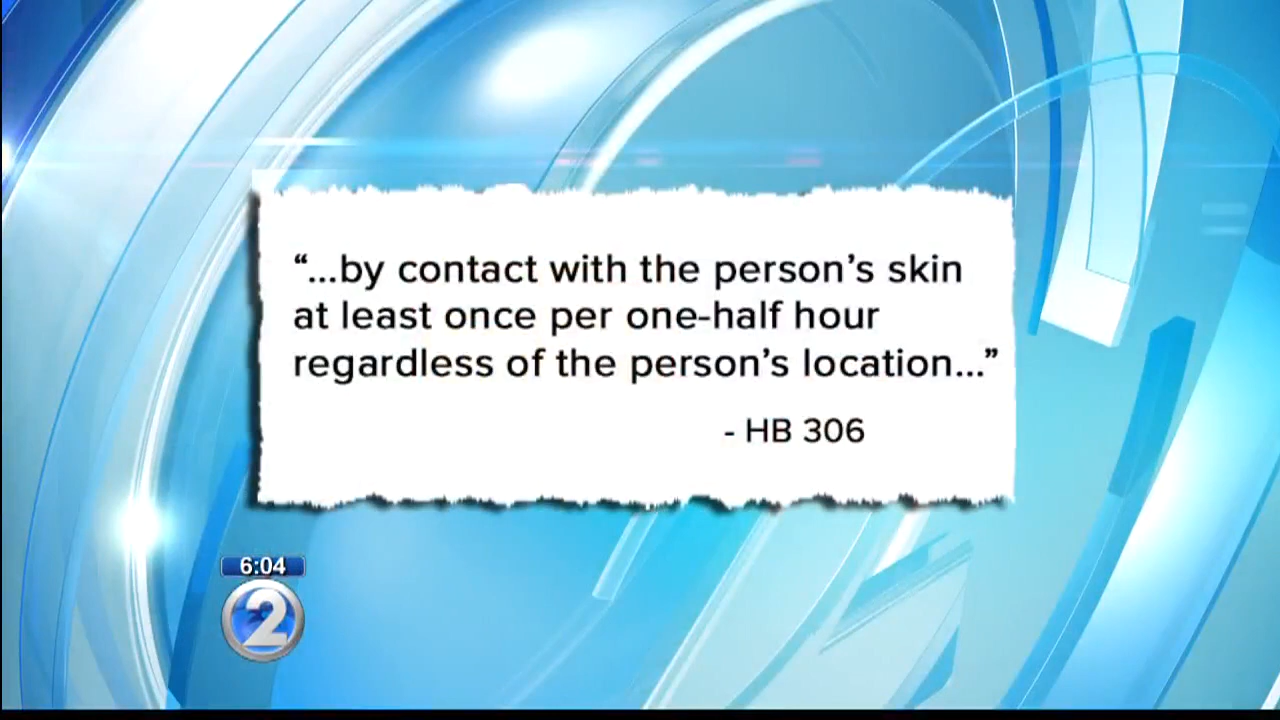 “...by contact with the person’s skin
at least once per one-half hour
regardless of the person’s location...”
- HB 306
6:04
2